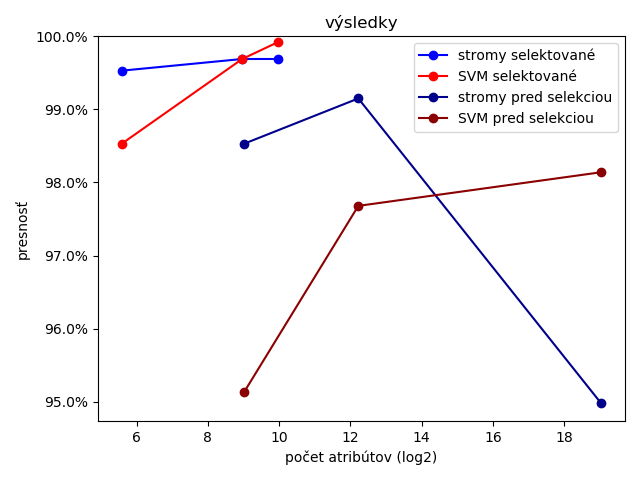 výsledky
100.0%
99.0%
98.0%
97.0%
96.0%
95.0%
presnosť
stromy selektované
SVM selektované
stromy pred selekciou
SVM pred selekciou
6 8 10 12 14 16 18
počet atribútov (log2)